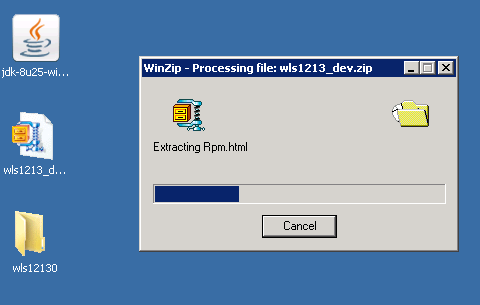 jdk-8u25-wi...
wls1213_d...
wls12130
WinZip - Processing file: wls1213_dev.zip
Extracting Rpm.html
Cancel